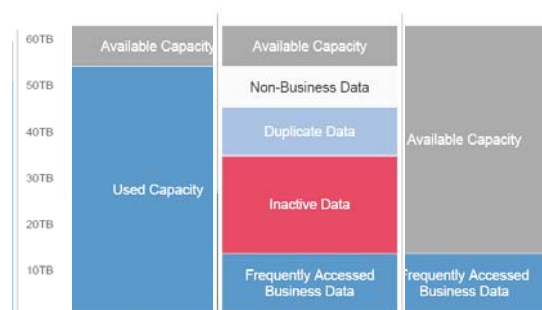 60TB
50TB
40TB
30TB
20TB
10TB
Available Capacity
Used Capacity
Available Capacity
Non-Business Data
Duplicate Data
Inactive Data
Frequently Accessed
Business Data
Available Capacity
Frequently Accessed
Business Data